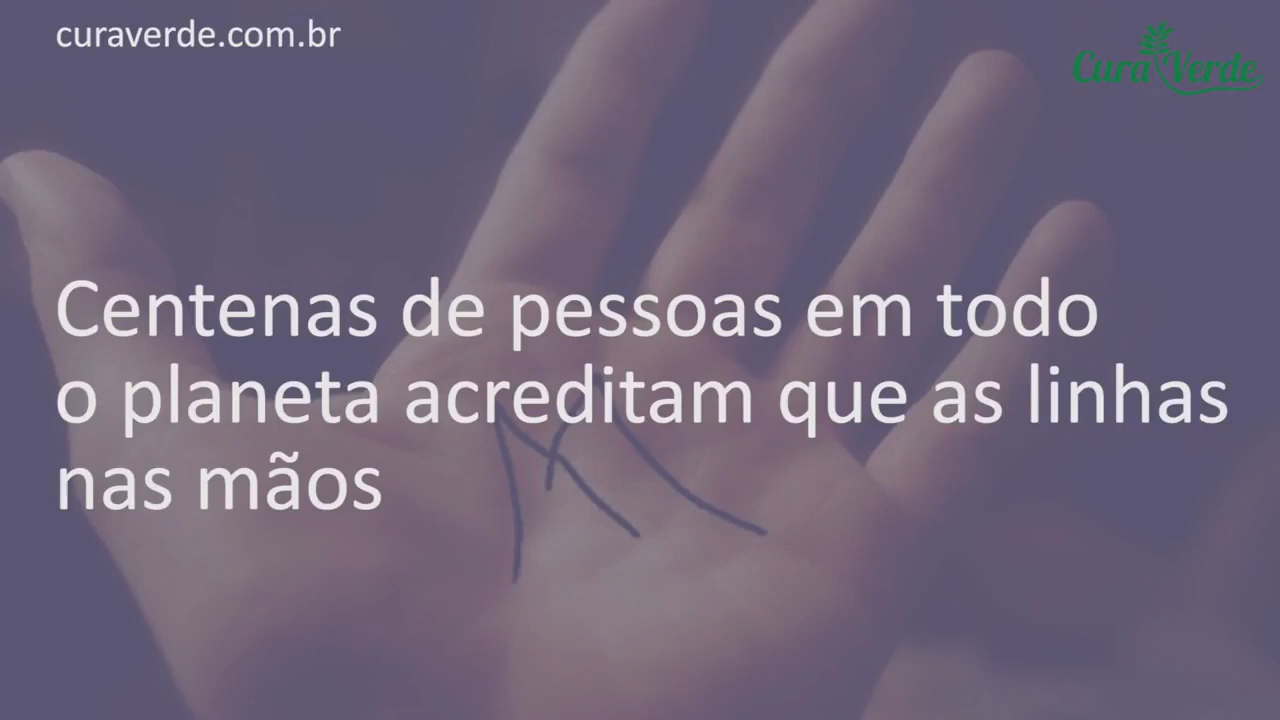 curaverde.com.br
Cura Verde
Centenas de pessoas em todo
o planeta acreditam que as linhas
nas mãos